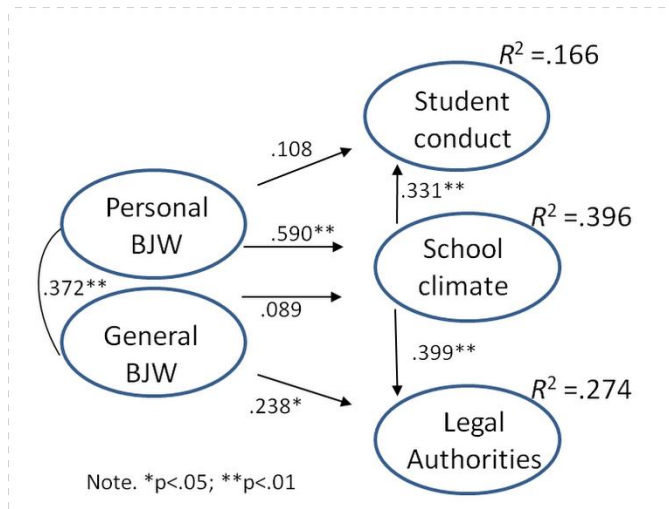 R² =.166
Student
conduct
.108
.331**
Personal
BJW
R² =.396
.590**
School
climate
.372**
.089
General
BJW
.399**
R² =.274
.238*
Legal
Authorities
Note. *p<.05; **p<.01